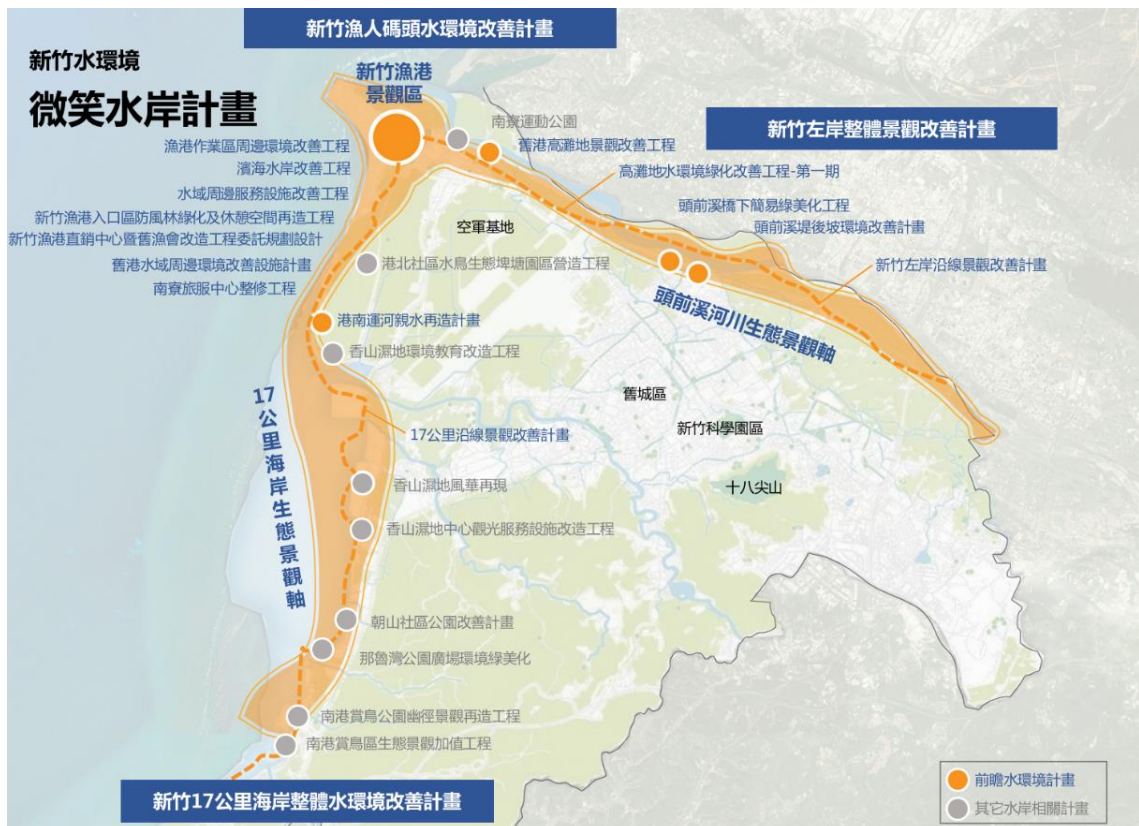 新竹漁人碼頭水環境改善計畫
新竹水環境
微笑水岸計畫
新竹漁港
景觀區
新竹左岸整體景觀改善計畫
南寮運動公園
舊港高灘地景觀改善工程
漁港作業區周邊環境改善工程
濱海水岸改善工程
水域周邊服務設施改善工程
新竹漁港入口區防風林綠化及休憩空間再造工程
新竹漁港直銷中心暨舊漁會改造工程委託規劃設計
舊港水域周邊環境改善設施計畫
南寮旅服中心整修工程
高灘地水環境綠化改善工程-第一期
頭前溪橋下簡易綠美化工程
頭前溪堤後坡環境改善計畫
新竹左岸沿線景觀改善計畫
空軍基地
港北社區水鳥生態埤塘園區營造工程
頭前溪河川生態景觀軸
港南運河親水再造計畫
香山濕地環境教育改造工程
舊城區
新竹科學園區
十八尖山
17公里海岸生態景觀軸
17公里沿線景觀改善計畫
香山濕地風華再現
香山濕地中心觀光服務設施改造工程
朝山社區公園改善計畫
那魯灣公園廣場環境綠美化
南港賞鳥公園幽徑景觀再造工程
南港賞鳥區生態景觀加值工程
新竹17公里海岸整體水環境改善計畫
前瞻水環境計畫
其它水岸相關計畫